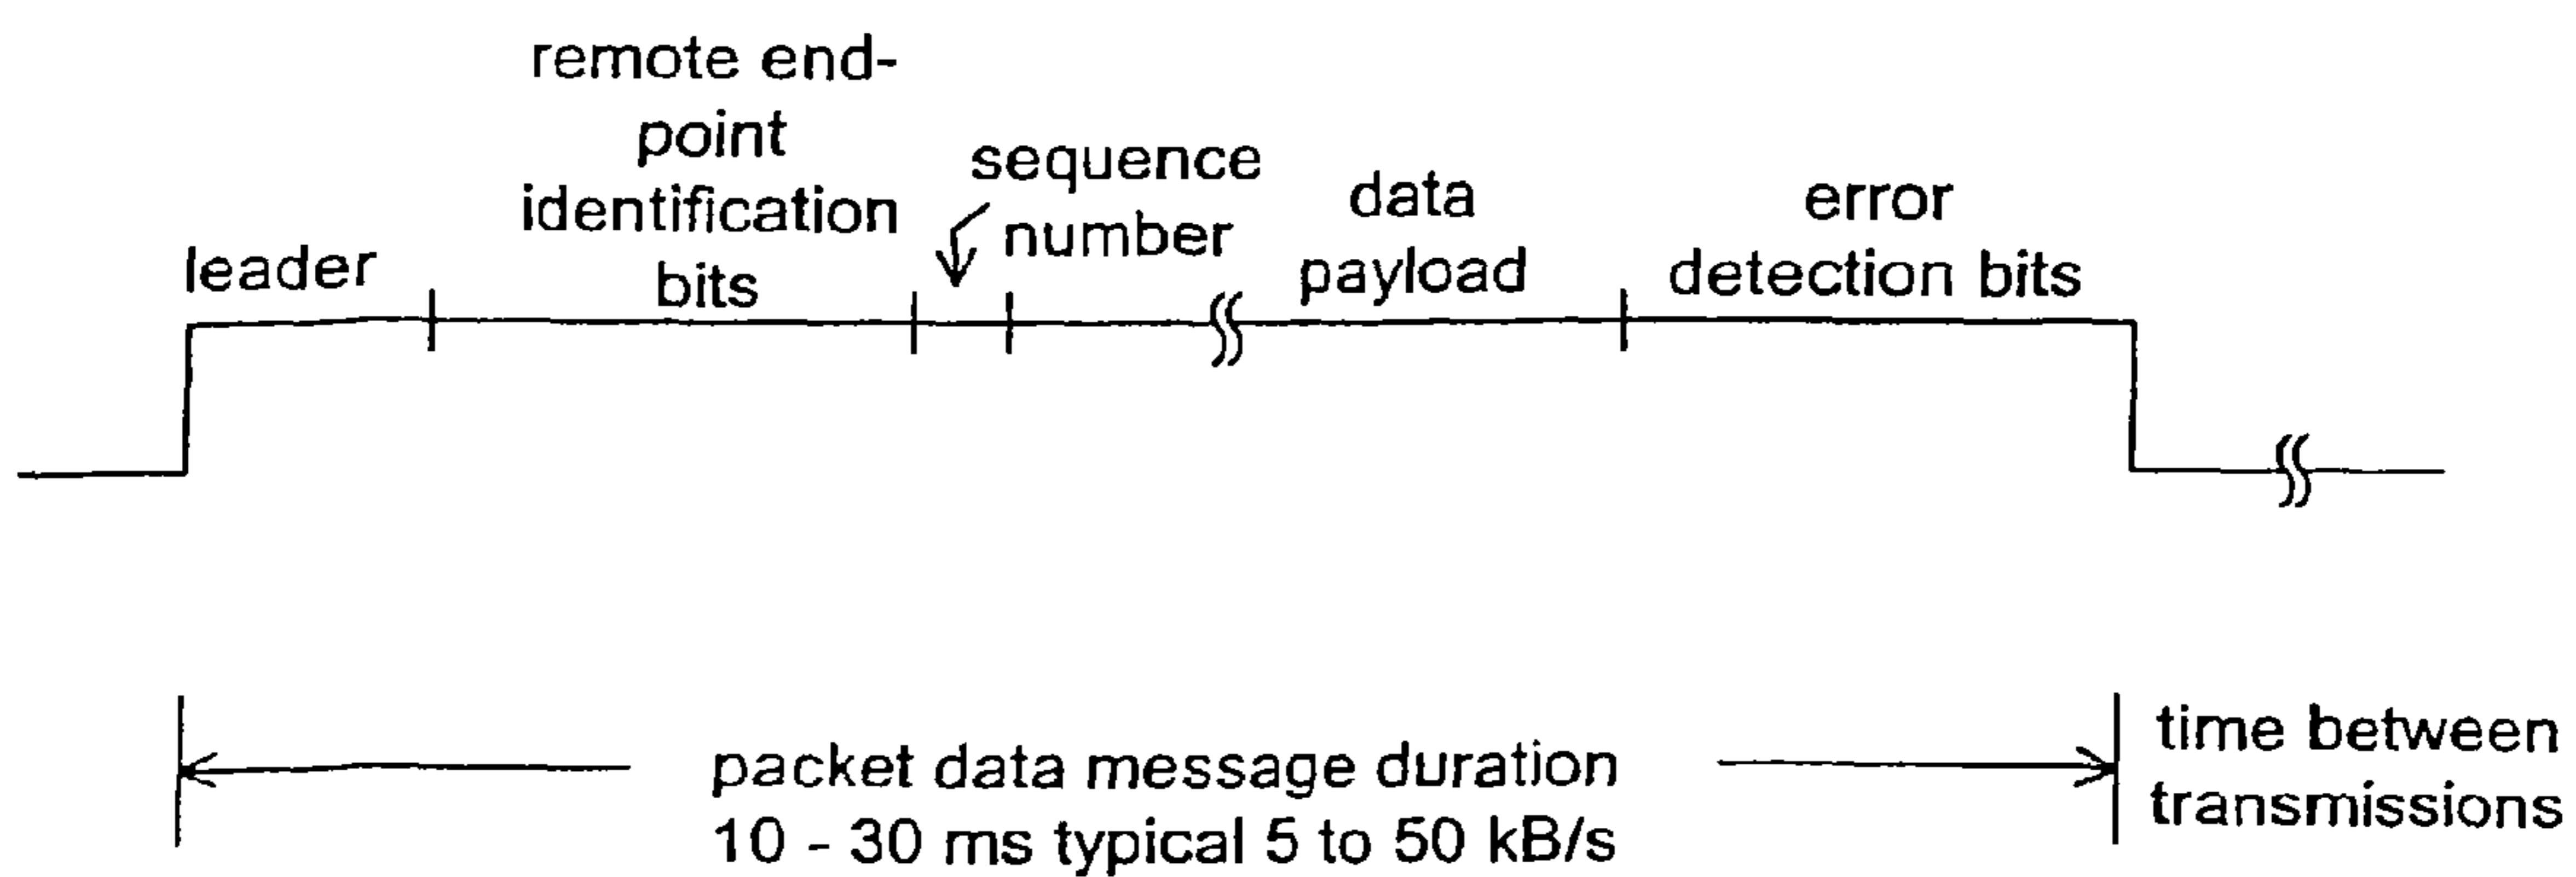 leader
remote end-
point
identification
bits
sequence
number
data
payload
error
detection bits
packet data message duration
10 - 30 ms typical 5 to 50 kB/s
time between
transmissions